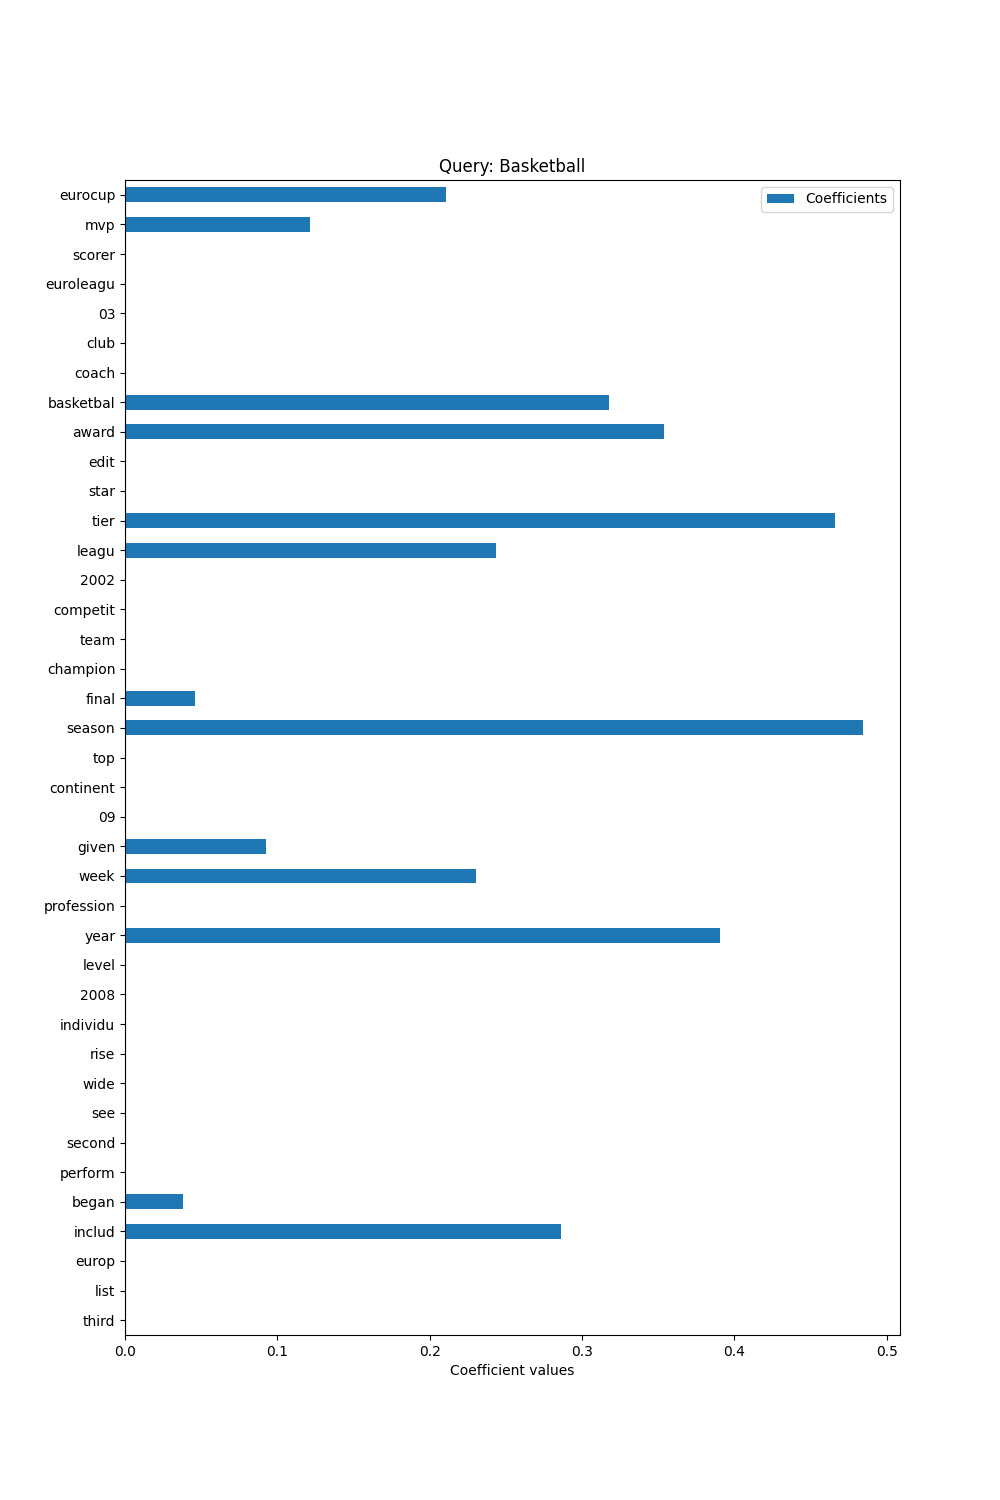 Query: Basketball
Coefficients
eurocup
mvp
scorer
euroleagu
03
club
coach
basketbal
award
edit
star
tier
leagu
2002
competit
team
champion
final
season
top
continent
09
given
week
profession
year
level
2008
individu
rise
wide
see
second
perform
began
includ
europ
list
third
0.0 0.1 0.2 0.3 0.4 0.5
Coefficient values